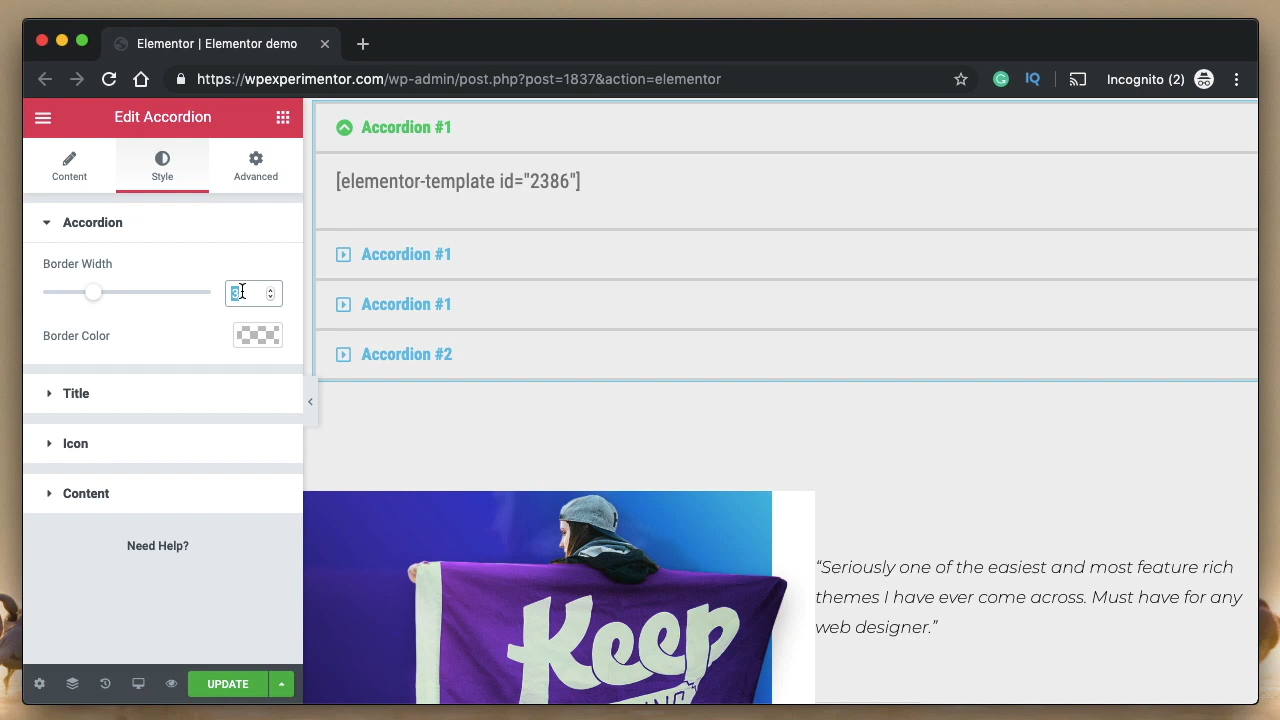 Elementor | Elementor demo
https://wpexperimentor.com/wp-admin/post.php?post=1837&action=elementor
IQ
Incognito (2)
Edit Accordion
Content
Style
Advanced
Accordion
Border Width
3
Border Color
Title
Icon
Content
Need Help?
UPDATE
Accordion #1
[elementor-template id="2386"]
Accordion #1
Accordion #1
Accordion #2
Keep
“Seriously one of the easiest and most feature rich
themes I have ever come across. Must have for any
web designer.”